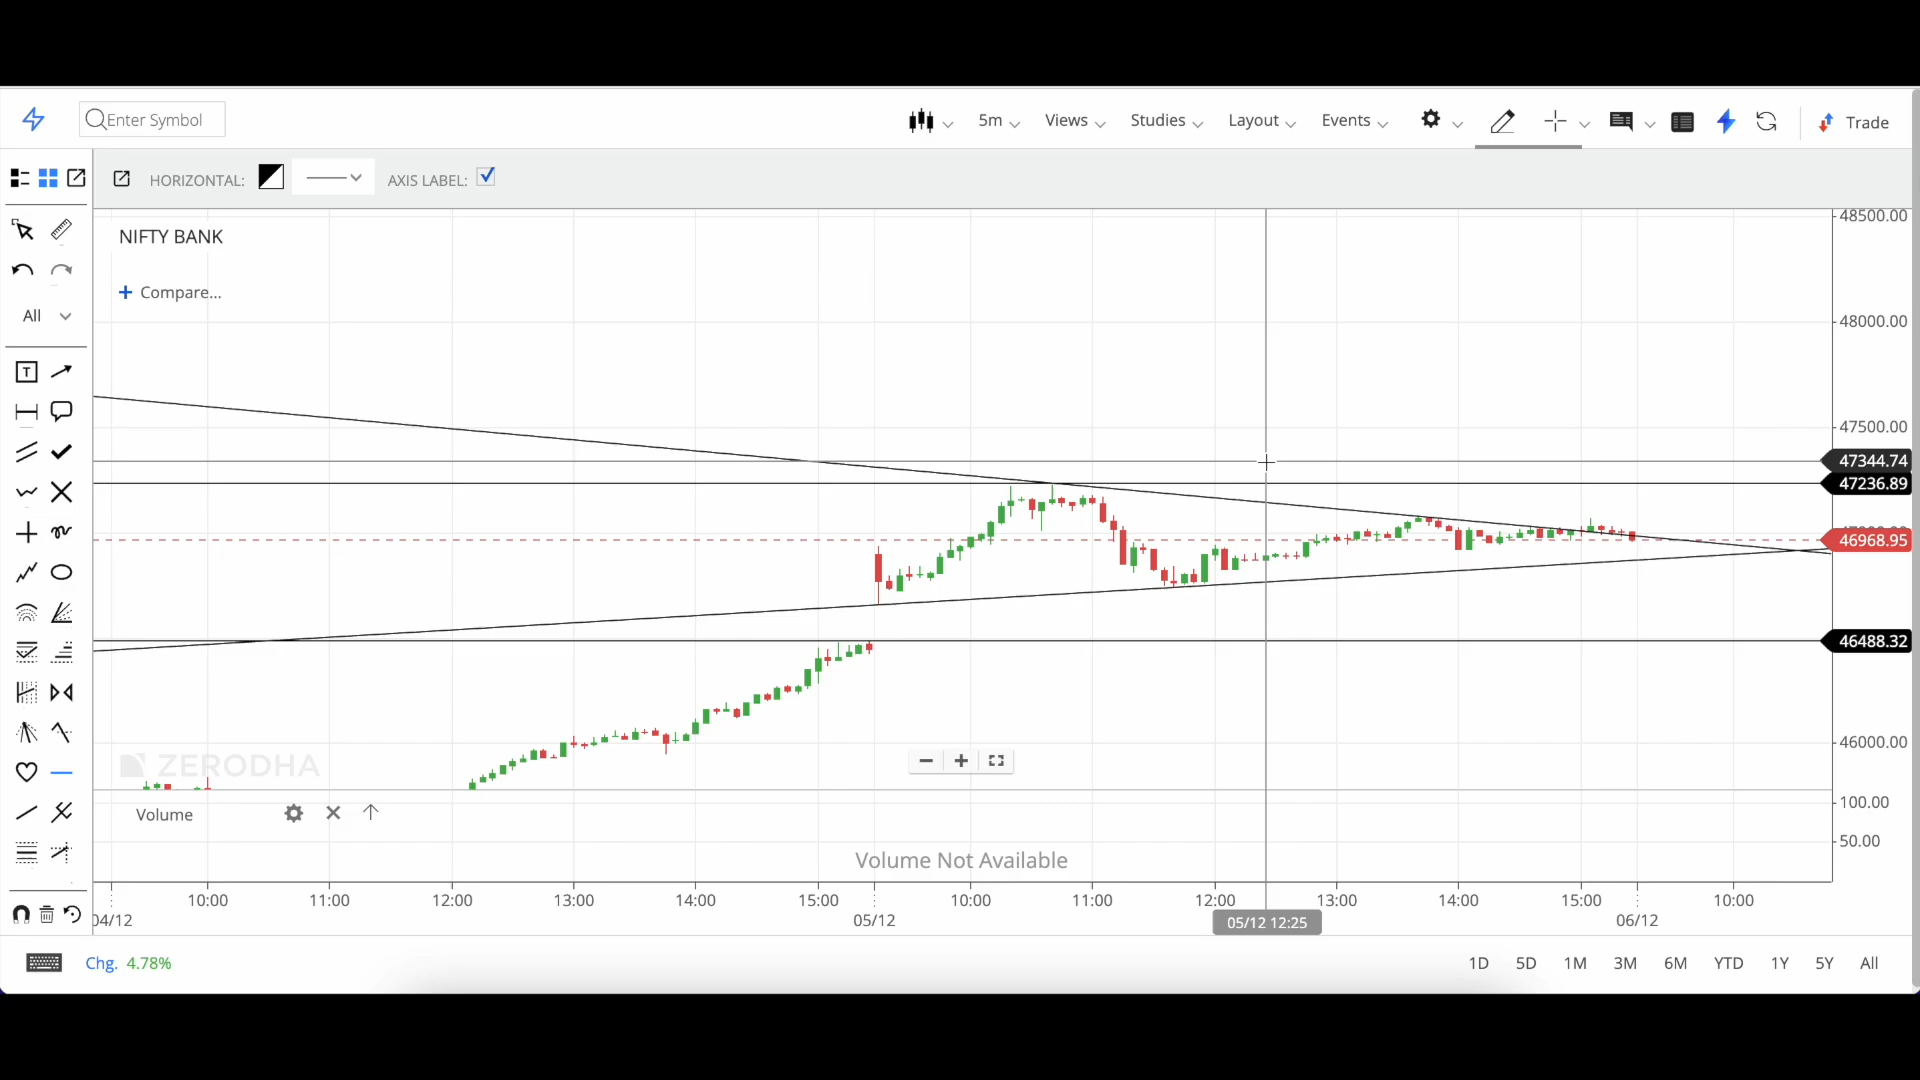 Enter Symbol
5m
Views
Studies
Layout
Events
Trade
HORIZONTAL:
AXIS LABEL:
NIFTY BANK
+ Compare...
All
T
48500.00
48000.00
47500.00
47344.74
47236.89
46968.95
46488.32
46000.00
ZERODHA
Volume
100.00
50.00
Volume Not Available
10:00 11:00 12:00 13:00 14:00 15:00 10:00 11:00 12:00 13:00 14:00 15:00 10:00
04/12 05/12 05/12 12:25 06/12
Chg. 4.78%
1D 5D 1M 3M 6M YTD 1Y 5Y All